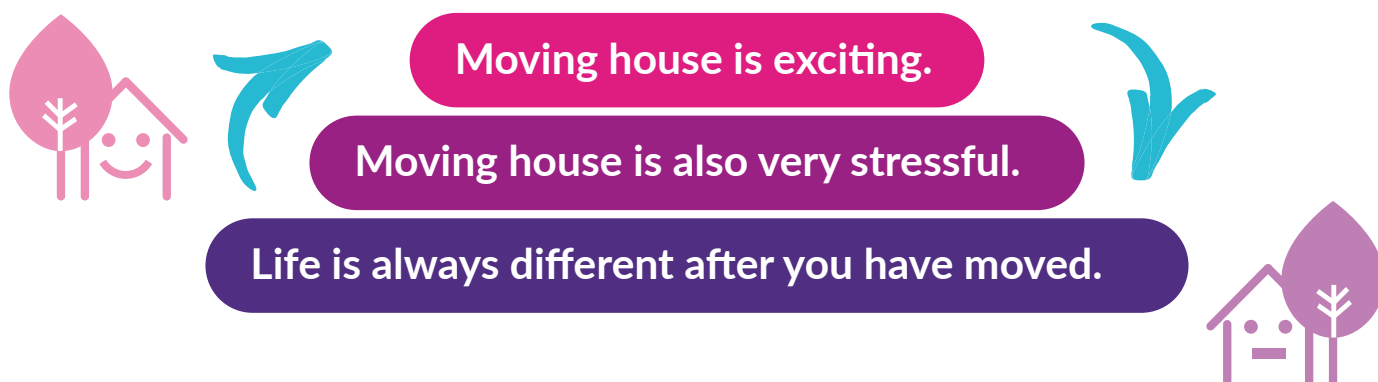 Moving house is exciting.
Moving house is also very stressful.
Life is always different after you have moved.